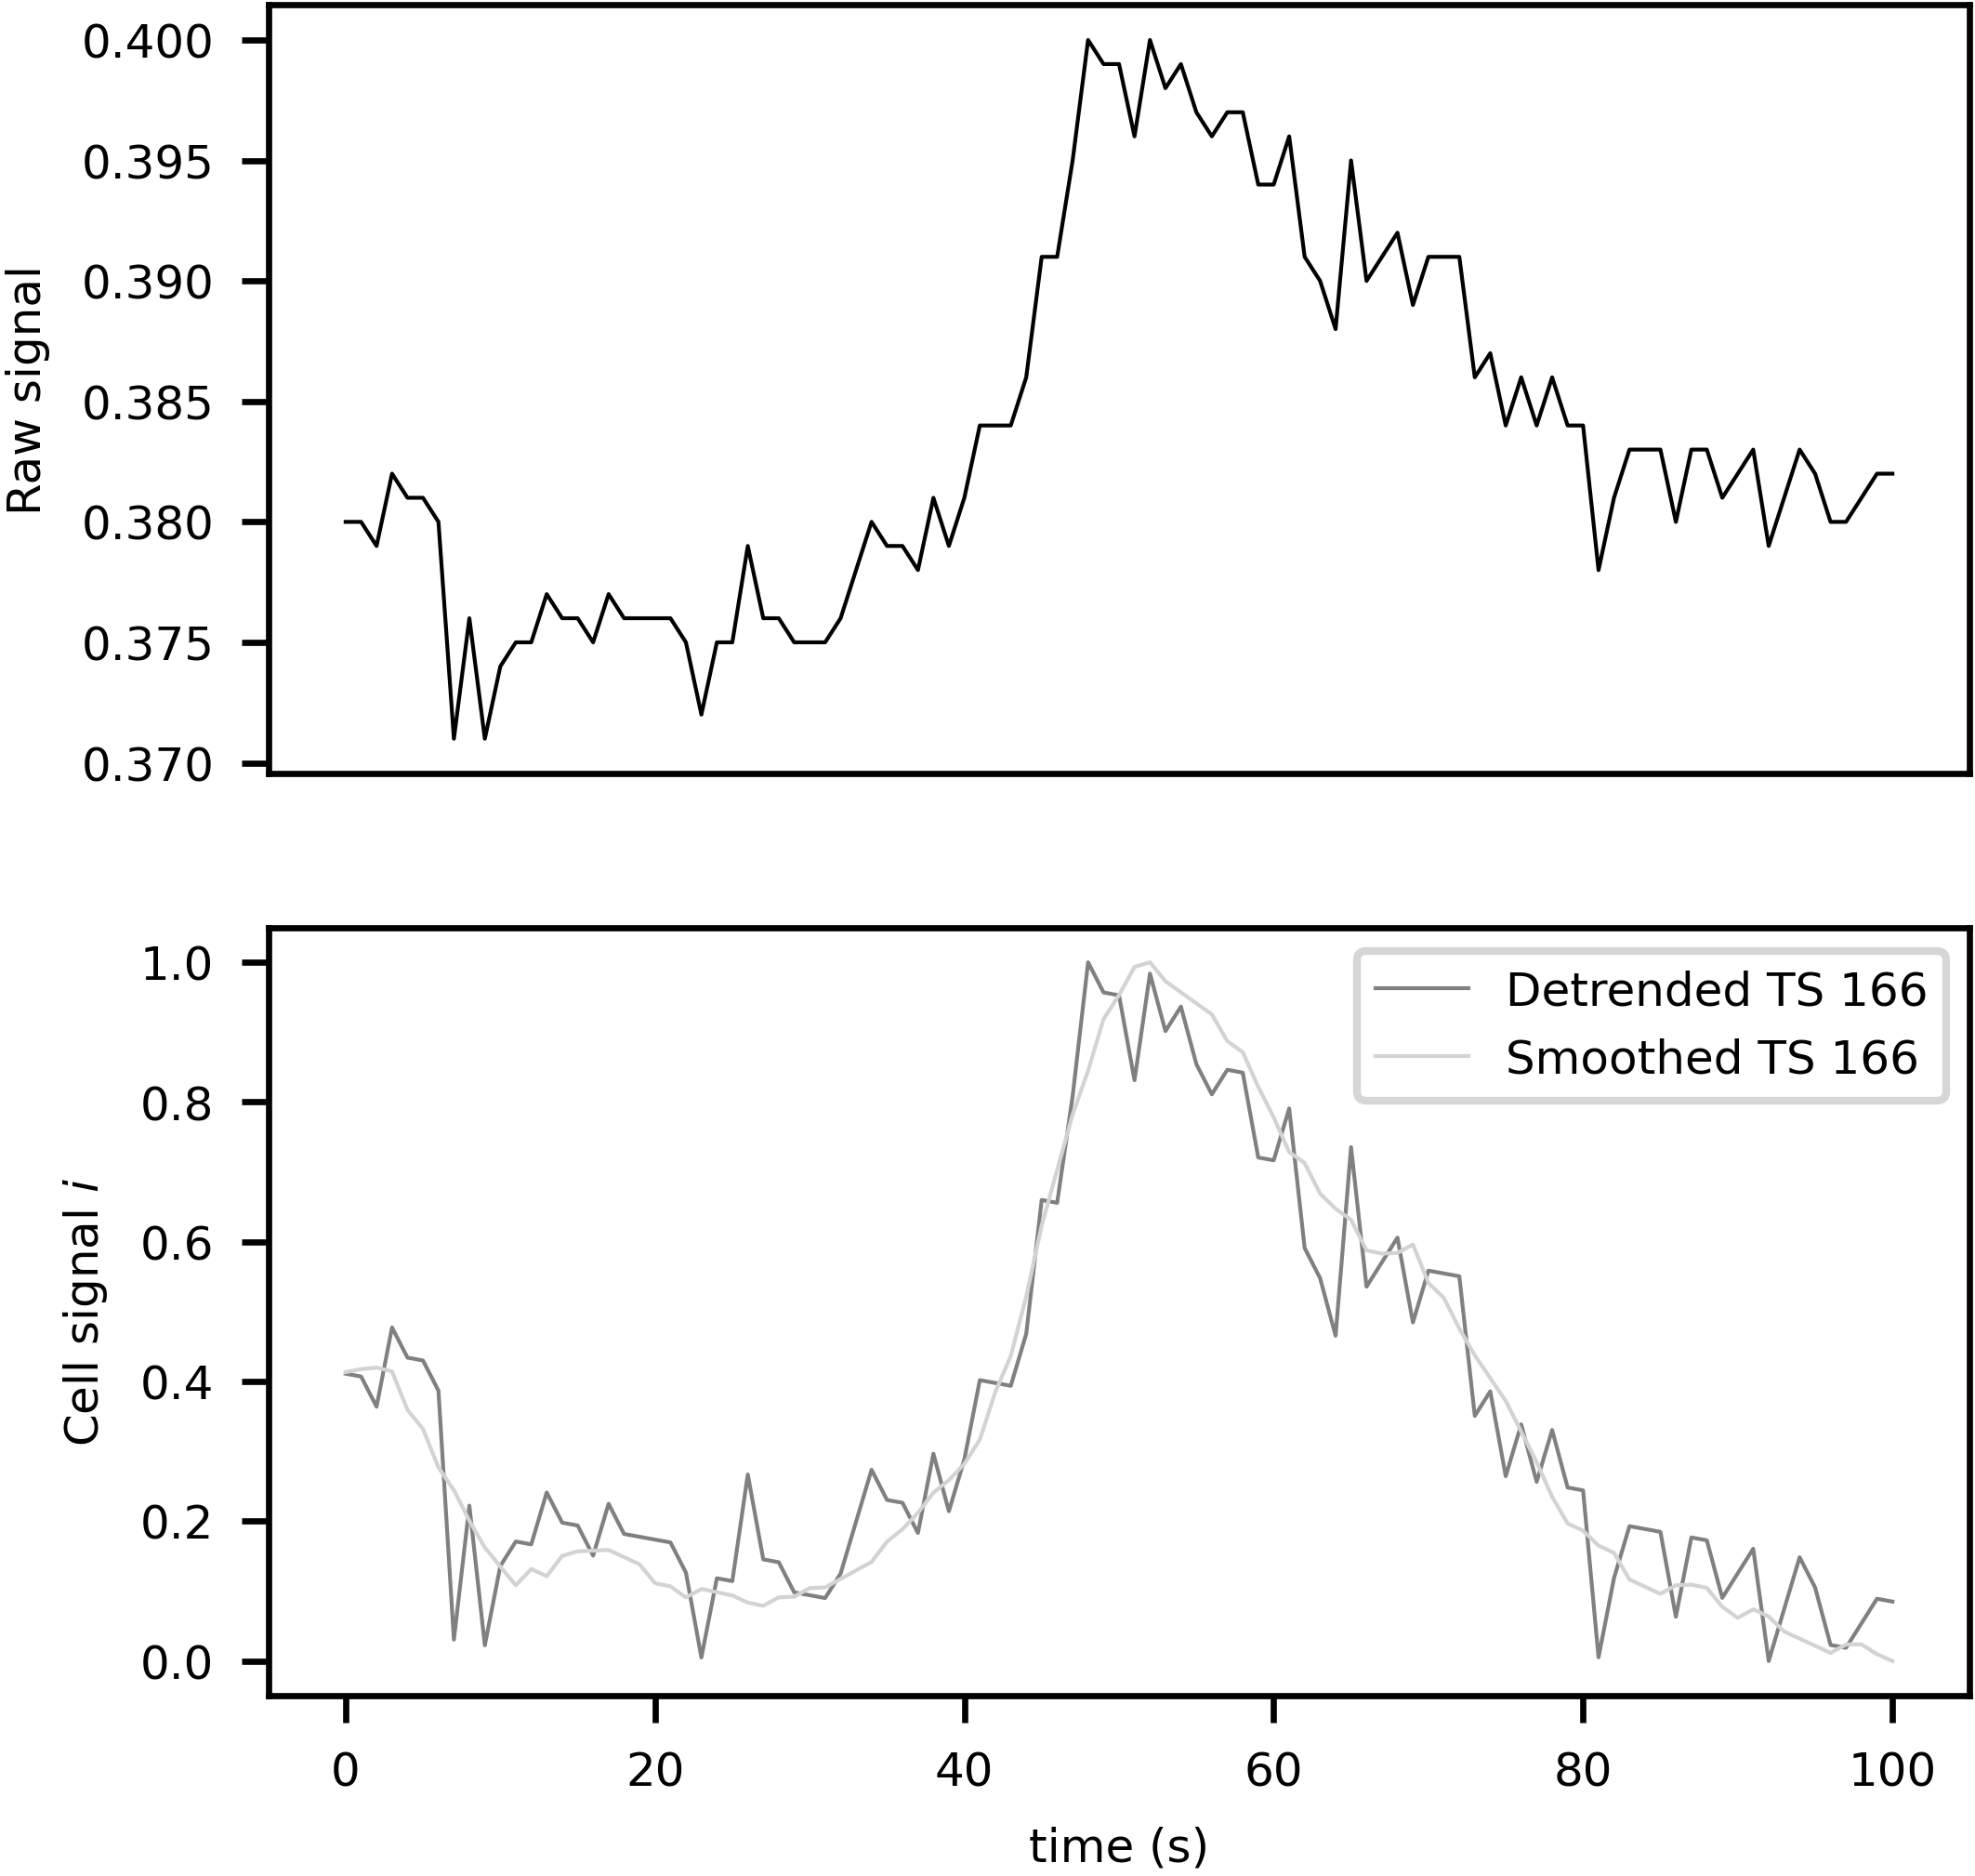 Raw signal
0.400
0.395
0.390
0.385
0.380
0.375
0.370
Cell signal i
1.0
0.8
0.6
0.4
0.2
0.0
Detrended TS 166
Smoothed TS 166
0 20 40 60 80 100
time (s)